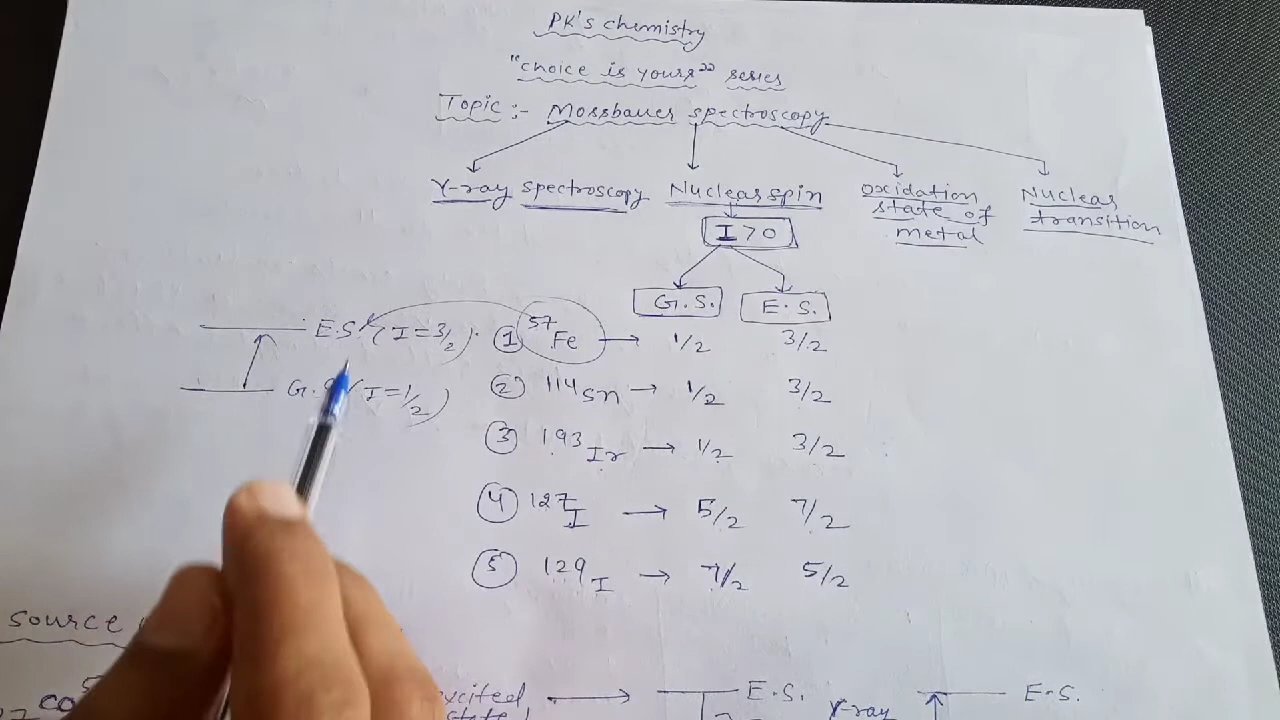 PK's chemistry
"choice is yours" series
Topic :- Mossbauer spectroscopy
γ-ray spectroscopy Nuclear spin oxidation state of metal Nuclear transition
I > 0
G.S. E.S.
E.S. (I = 3/2) ① 57Fe → 1/2 3/2
G.S. (I = 1/2) ② 114Sn → 1/2 3/2
③ 193Ir → 1/2 3/2
④ 127I → 5/2 7/2
⑤ 129I → 7/2 5/2
source
excited → E.S. γ-ray E.S.
state